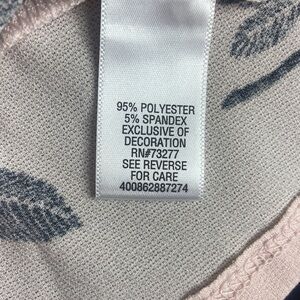 95% POLYESTER
5% SPANDEX
EXCLUSIVE OF
DECORATION
RN#73277
SEE REVERSE
FOR CARE
400862887274